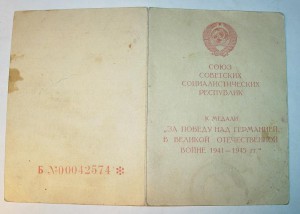 СОЮЗ
СОВЕТСКИХ
СОЦИАЛИСТИЧЕСКИХ
РЕСПУБЛИК
К МЕДАЛИ
"ЗА ПОБЕДУ НАД ГЕРМАНИЕЙ
В ВЕЛИКОЙ ОТЕЧЕСТВЕННОЙ
ВОЙНЕ 1941–1945 гг."
Б №00042574 *